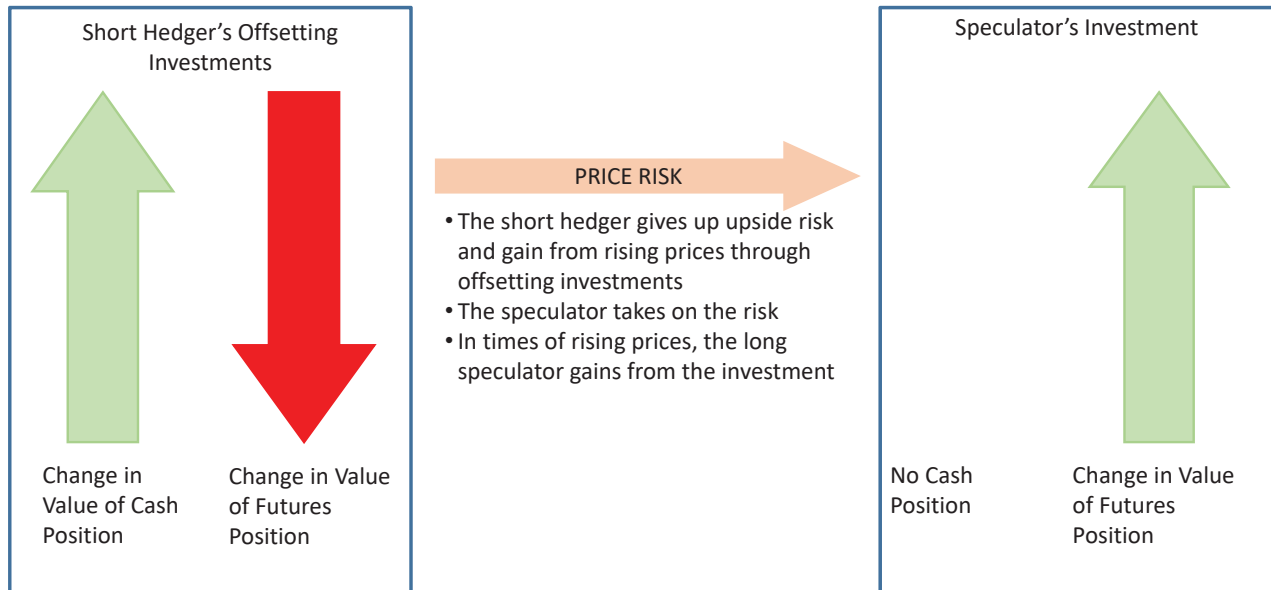 Short Hedger’s Offsetting
Investments
Change in
Value of Cash
Position
Change in Value
of Futures
Position
PRICE RISK
• The short hedger gives up upside risk
and gain from rising prices through
offsetting investments
• The speculator takes on the risk
• In times of rising prices, the long
speculator gains from the investment
Speculator’s Investment
No Cash
Position
Change in Value
of Futures
Position